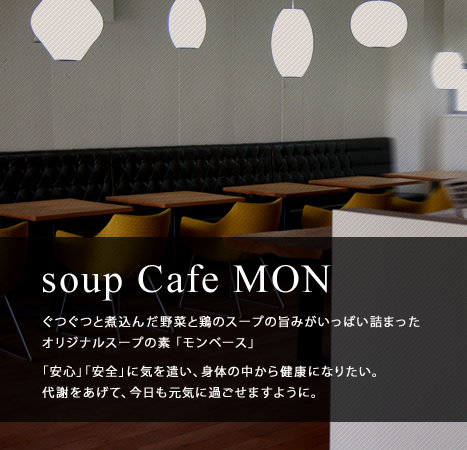 soup Cafe MON
ぐつぐつと煮込んだ野菜と鶏のスープの旨みがいっぱい詰まった
オリジナルスープの素「モンベース」
「安心」「安全」に気を遣い、身体の中から健康になりたい。
代謝をあげて、今日も元気に過ごせますように。